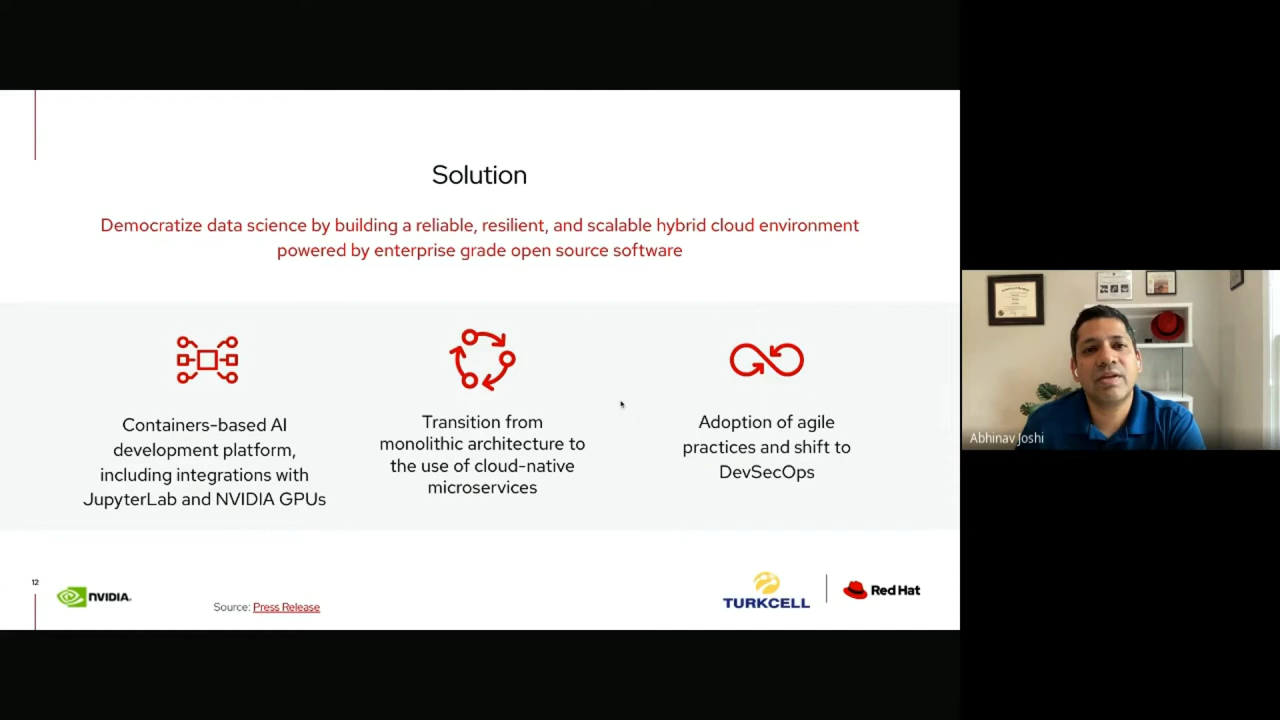 Solution
Democratize data science by building a reliable, resilient, and scalable hybrid cloud environment
powered by enterprise grade open source software
Containers-based AI
development platform,
including integrations with
JupyterLab and NVIDIA GPUs
Transition from
monolithic architecture to
the use of cloud-native
microservices
Adoption of agile
practices and shift to
DevSecOps
12
NVIDIA.
Source: Press Release
TURKCELL
Red Hat
Abhinav Joshi